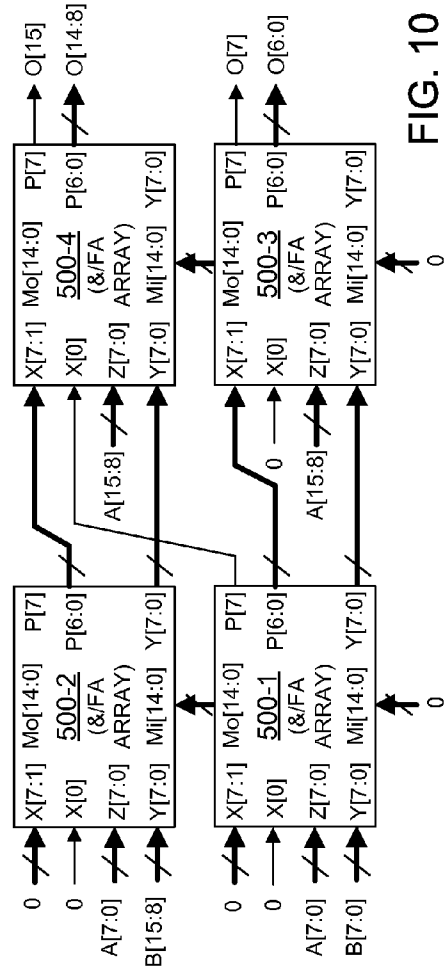 0
0
A[7:0]
B[15:8]
X[7:1] Mo[14:0] P[7]
X[0] 500-2 P[6:0]
Z[7:0] (&/FA
ARRAY)
Y[7:0] Mi[14:0] Y[7:0]
A[15:8]
X[7:1] Mo[14:0] P[7]
X[0] 500-4 P[6:0]
Z[7:0] (&/FA
ARRAY)
Y[7:0] Mi[14:0] Y[7:0]
O[15]
O[14:8]
0
0
A[7:0]
B[7:0]
X[7:1] Mo[14:0] P[7]
X[0] 500-1 P[6:0]
Z[7:0] (&/FA
ARRAY)
Y[7:0] Mi[14:0] Y[7:0]
0
0
A[15:8]
X[7:1] Mo[14:0] P[7]
X[0] 500-3 P[6:0]
Z[7:0] (&/FA
ARRAY)
Y[7:0] Mi[14:0] Y[7:0]
0
O[7]
O[6:0]
FIG. 10